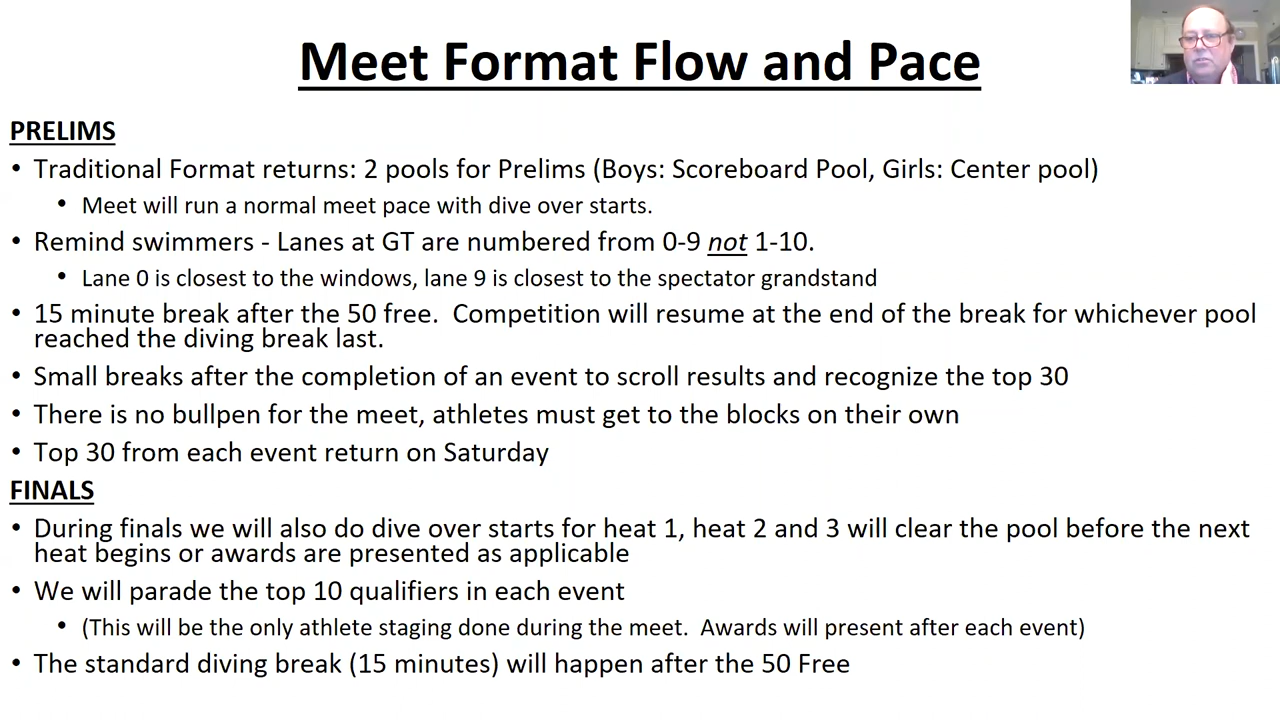 Meet Format Flow and Pace
PRELIMS
• Traditional Format returns: 2 pools for Prelims (Boys: Scoreboard Pool, Girls: Center pool)
• Meet will run a normal meet pace with dive over starts.
• Remind swimmers - Lanes at GT are numbered from 0-9 not 1-10.
• Lane 0 is closest to the windows, lane 9 is closest to the spectator grandstand
• 15 minute break after the 50 free.  Competition will resume at the end of the break for whichever pool
reached the diving break last.
• Small breaks after the completion of an event to scroll results and recognize the top 30
• There is no bullpen for the meet, athletes must get to the blocks on their own
• Top 30 from each event return on Saturday
FINALS
• During finals we will also do dive over starts for heat 1, heat 2 and 3 will clear the pool before the next
heat begins or awards are presented as applicable
• We will parade the top 10 qualifiers in each event
• (This will be the only athlete staging done during the meet.  Awards will present after each event)
• The standard diving break (15 minutes) will happen after the 50 Free